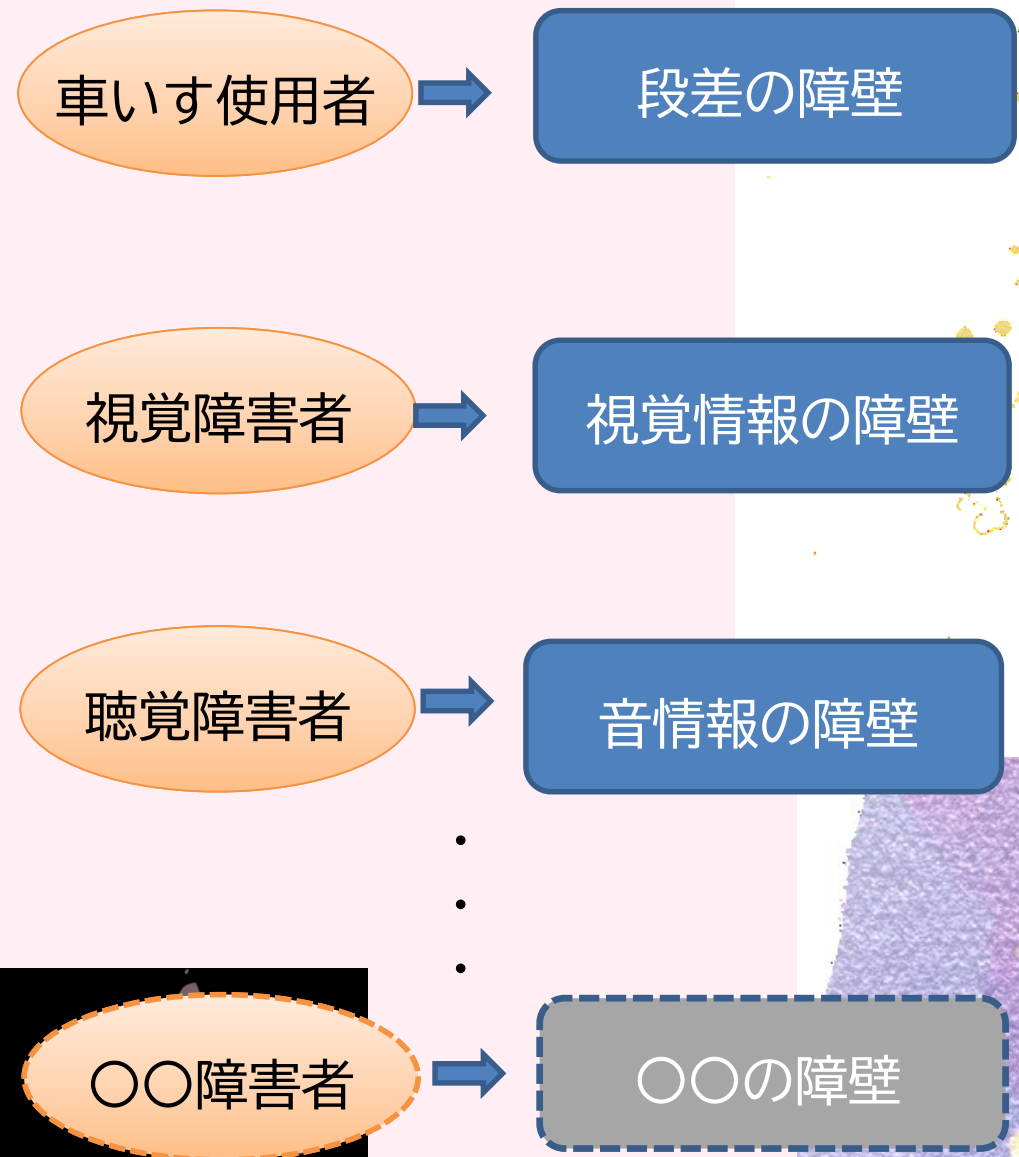 車いす使用者
段差の障壁
視覚障害者
視覚情報の障壁
聴覚障害者
音情報の障壁
・
・
・
〇〇障害者
〇〇の障壁